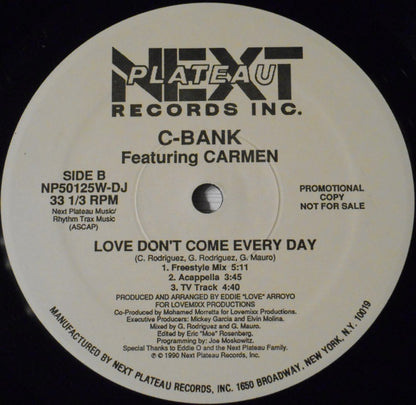 NEXT
PLATEAU
RECORDS INC.
C-BANK
Featuring CARMEN
SIDE B
NP50125W-DJ
33 1/3 RPM
Next Plateau Music/
Rhythm Trax Music
(ASCAP)
PROMOTIONAL
COPY
NOT FOR SALE
LOVE DON'T COME EVERY DAY
(C. Rodriguez, G. Rodriguez, G. Mauro)
1. Freestyle Mix 5:11
2. Acappella 3:45
3. TV Track 4:40
PRODUCED AND ARRANGED BY EDDIE "LOVE" ARROYO
FOR LOVEMIXX PRODUCTIONS
Co-Produced by Mohamed Morretta for Lovemixx Productions.
Executive Producers: Mickey Garcia and Elvin Molina.
Mixed by G. Rodriguez and G. Mauro.
Edited by Eric "Moe" Rosenberg.
Programming by: Joe Moskowitz.
Special Thanks to Eddie O and the Next Plateau Family.
℗ © 1990 Next Plateau Records, Inc.
MANUFACTURED BY NEXT PLATEAU RECORDS, INC. 1650 BROADWAY, NEW YORK, N.Y. 10019